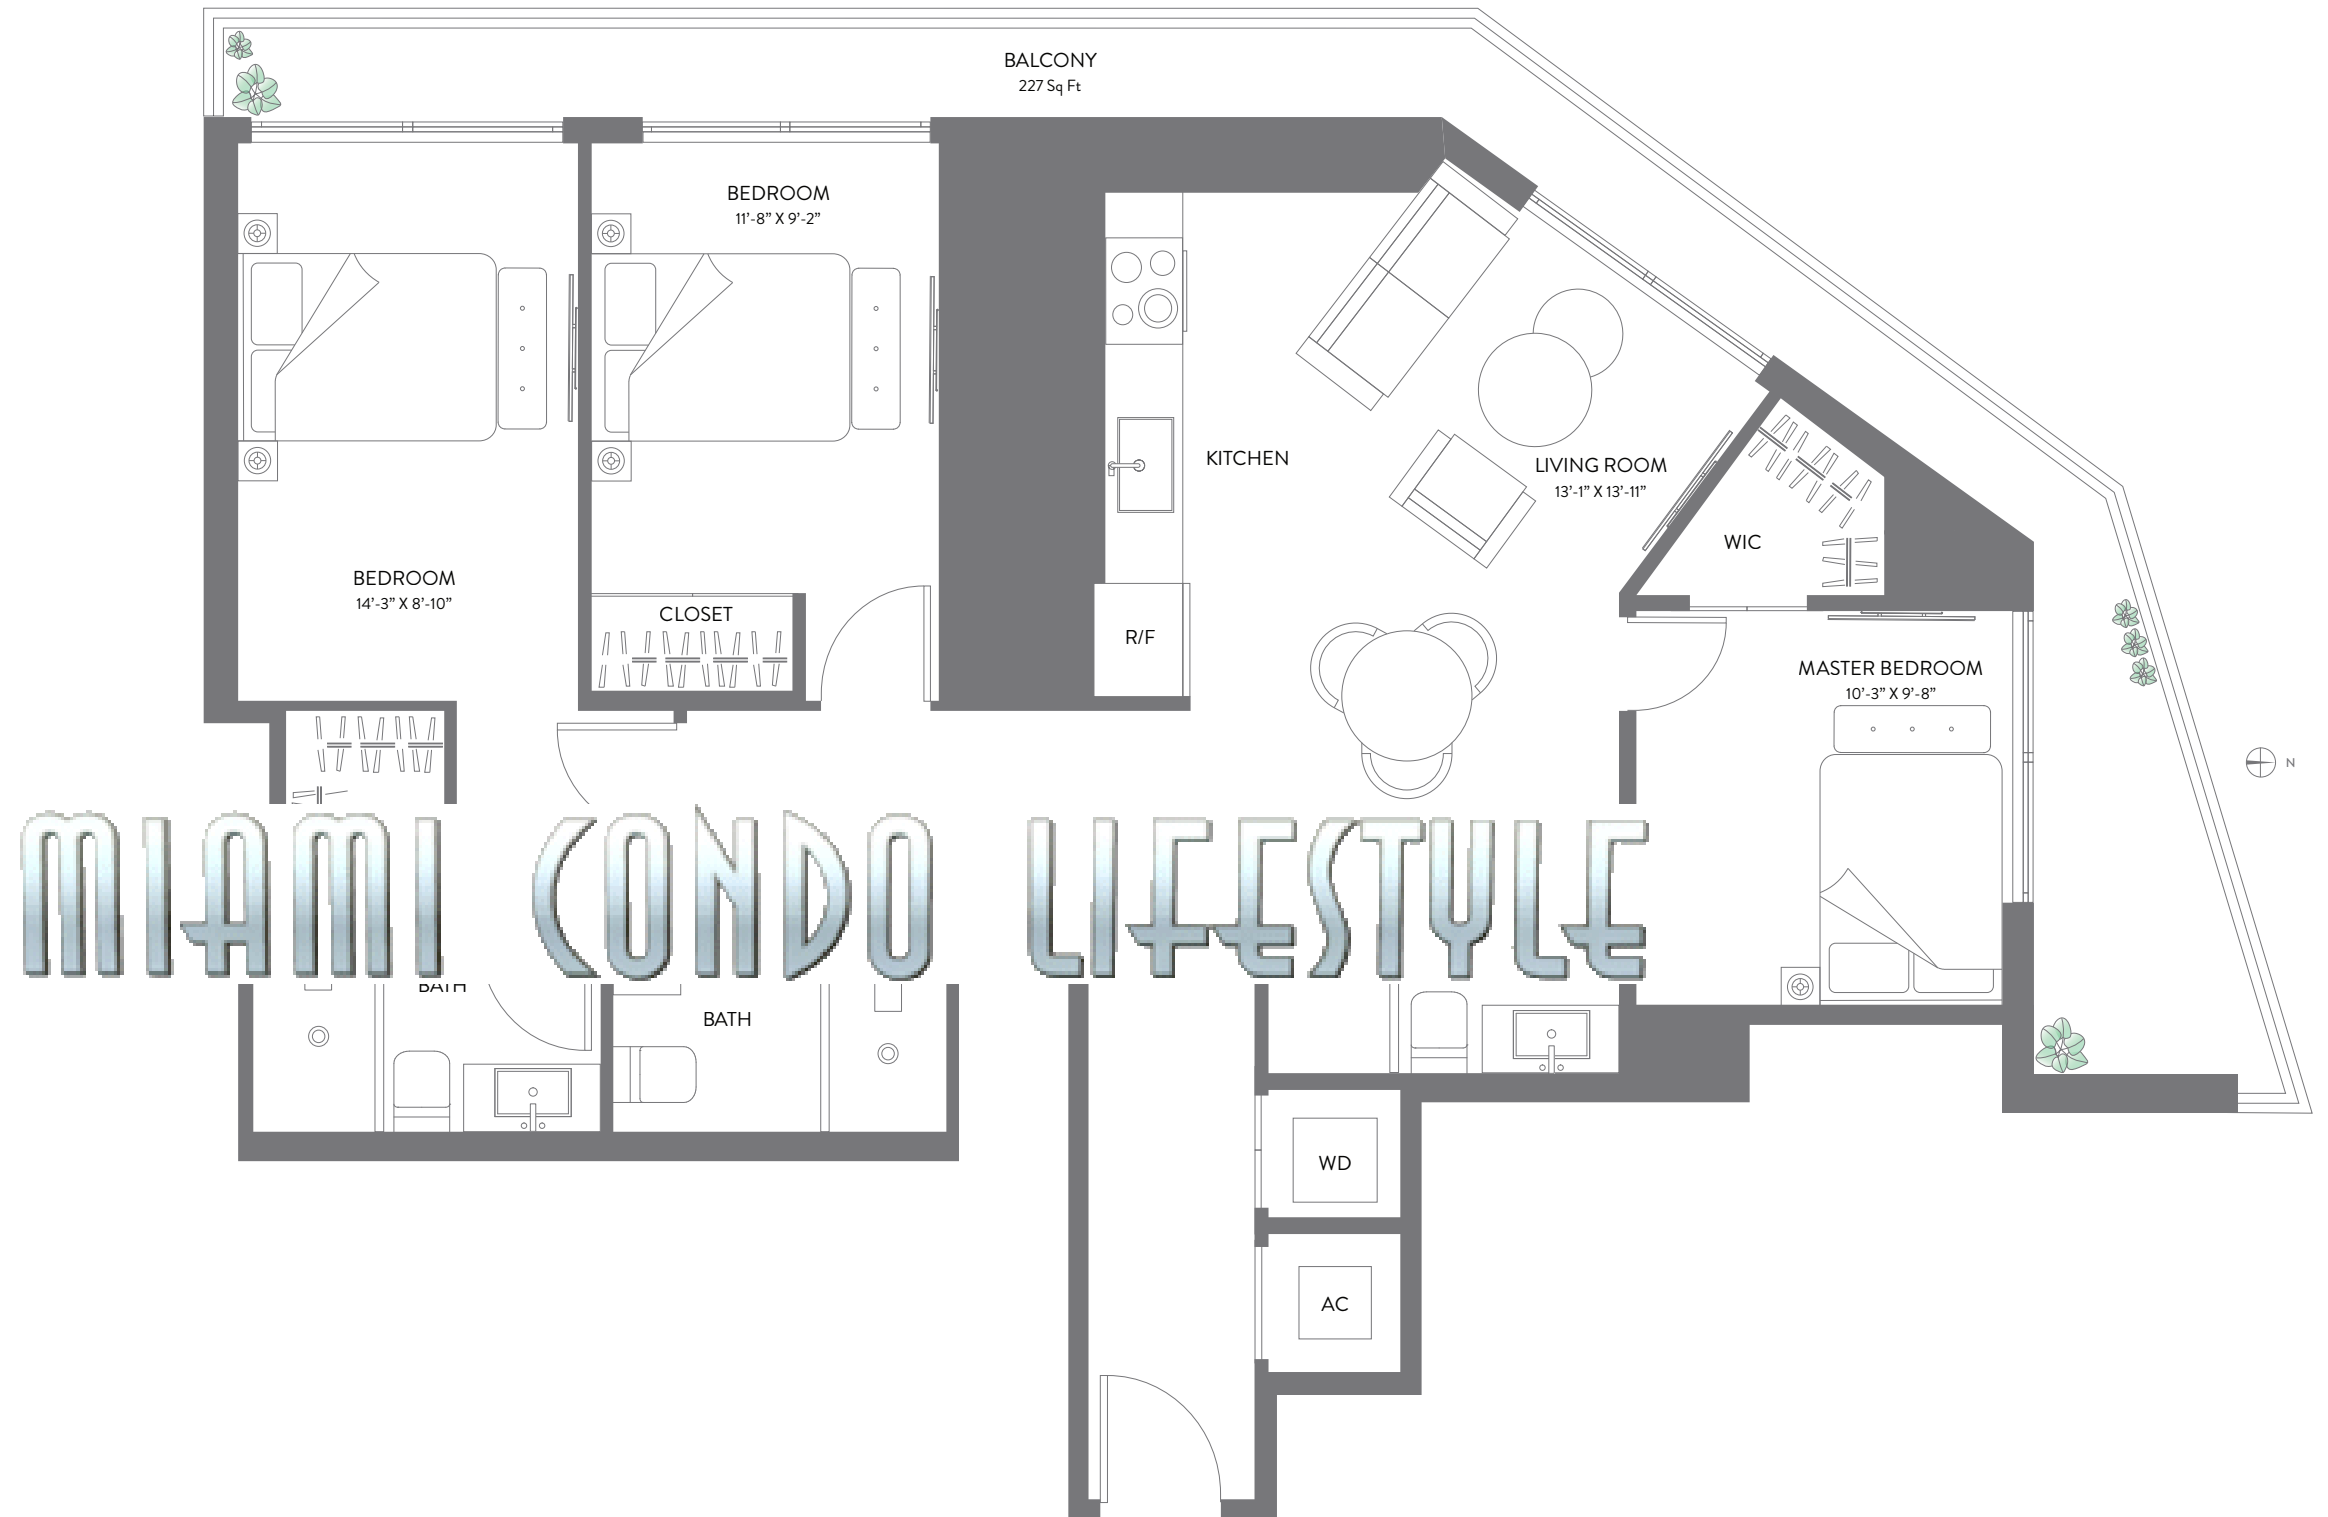 BALCONY
227 Sq Ft
BEDROOM
11’-8” X 9’-2”
KITCHEN
LIVING ROOM
13’-1” X 13’-11”
WIC
BEDROOM
14’-3” X 8’-10”
CLOSET
R/F
MASTER BEDROOM
10’-3” X 9’-8”
N
MIAMI CONDO LIFESTYLE
BATH
BATH
WD
AC